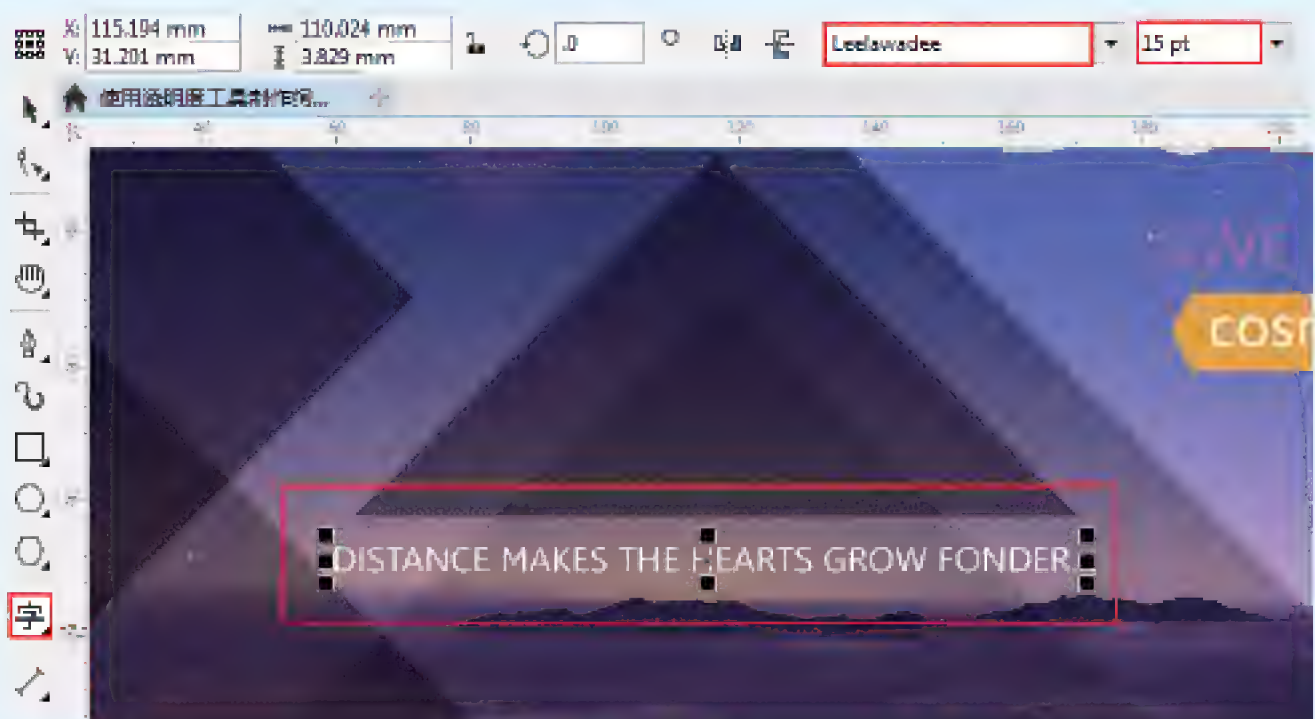 X: 115.194 mm 110.024 mm .0 Leelawadee 15 pt
Y: 31.201 mm 3.829 mm
使用透明度工具制作阔...
40 60 80 100 120 140 160 180
COS
DISTANCE MAKES THE HEARTS GROW FONDER.
字